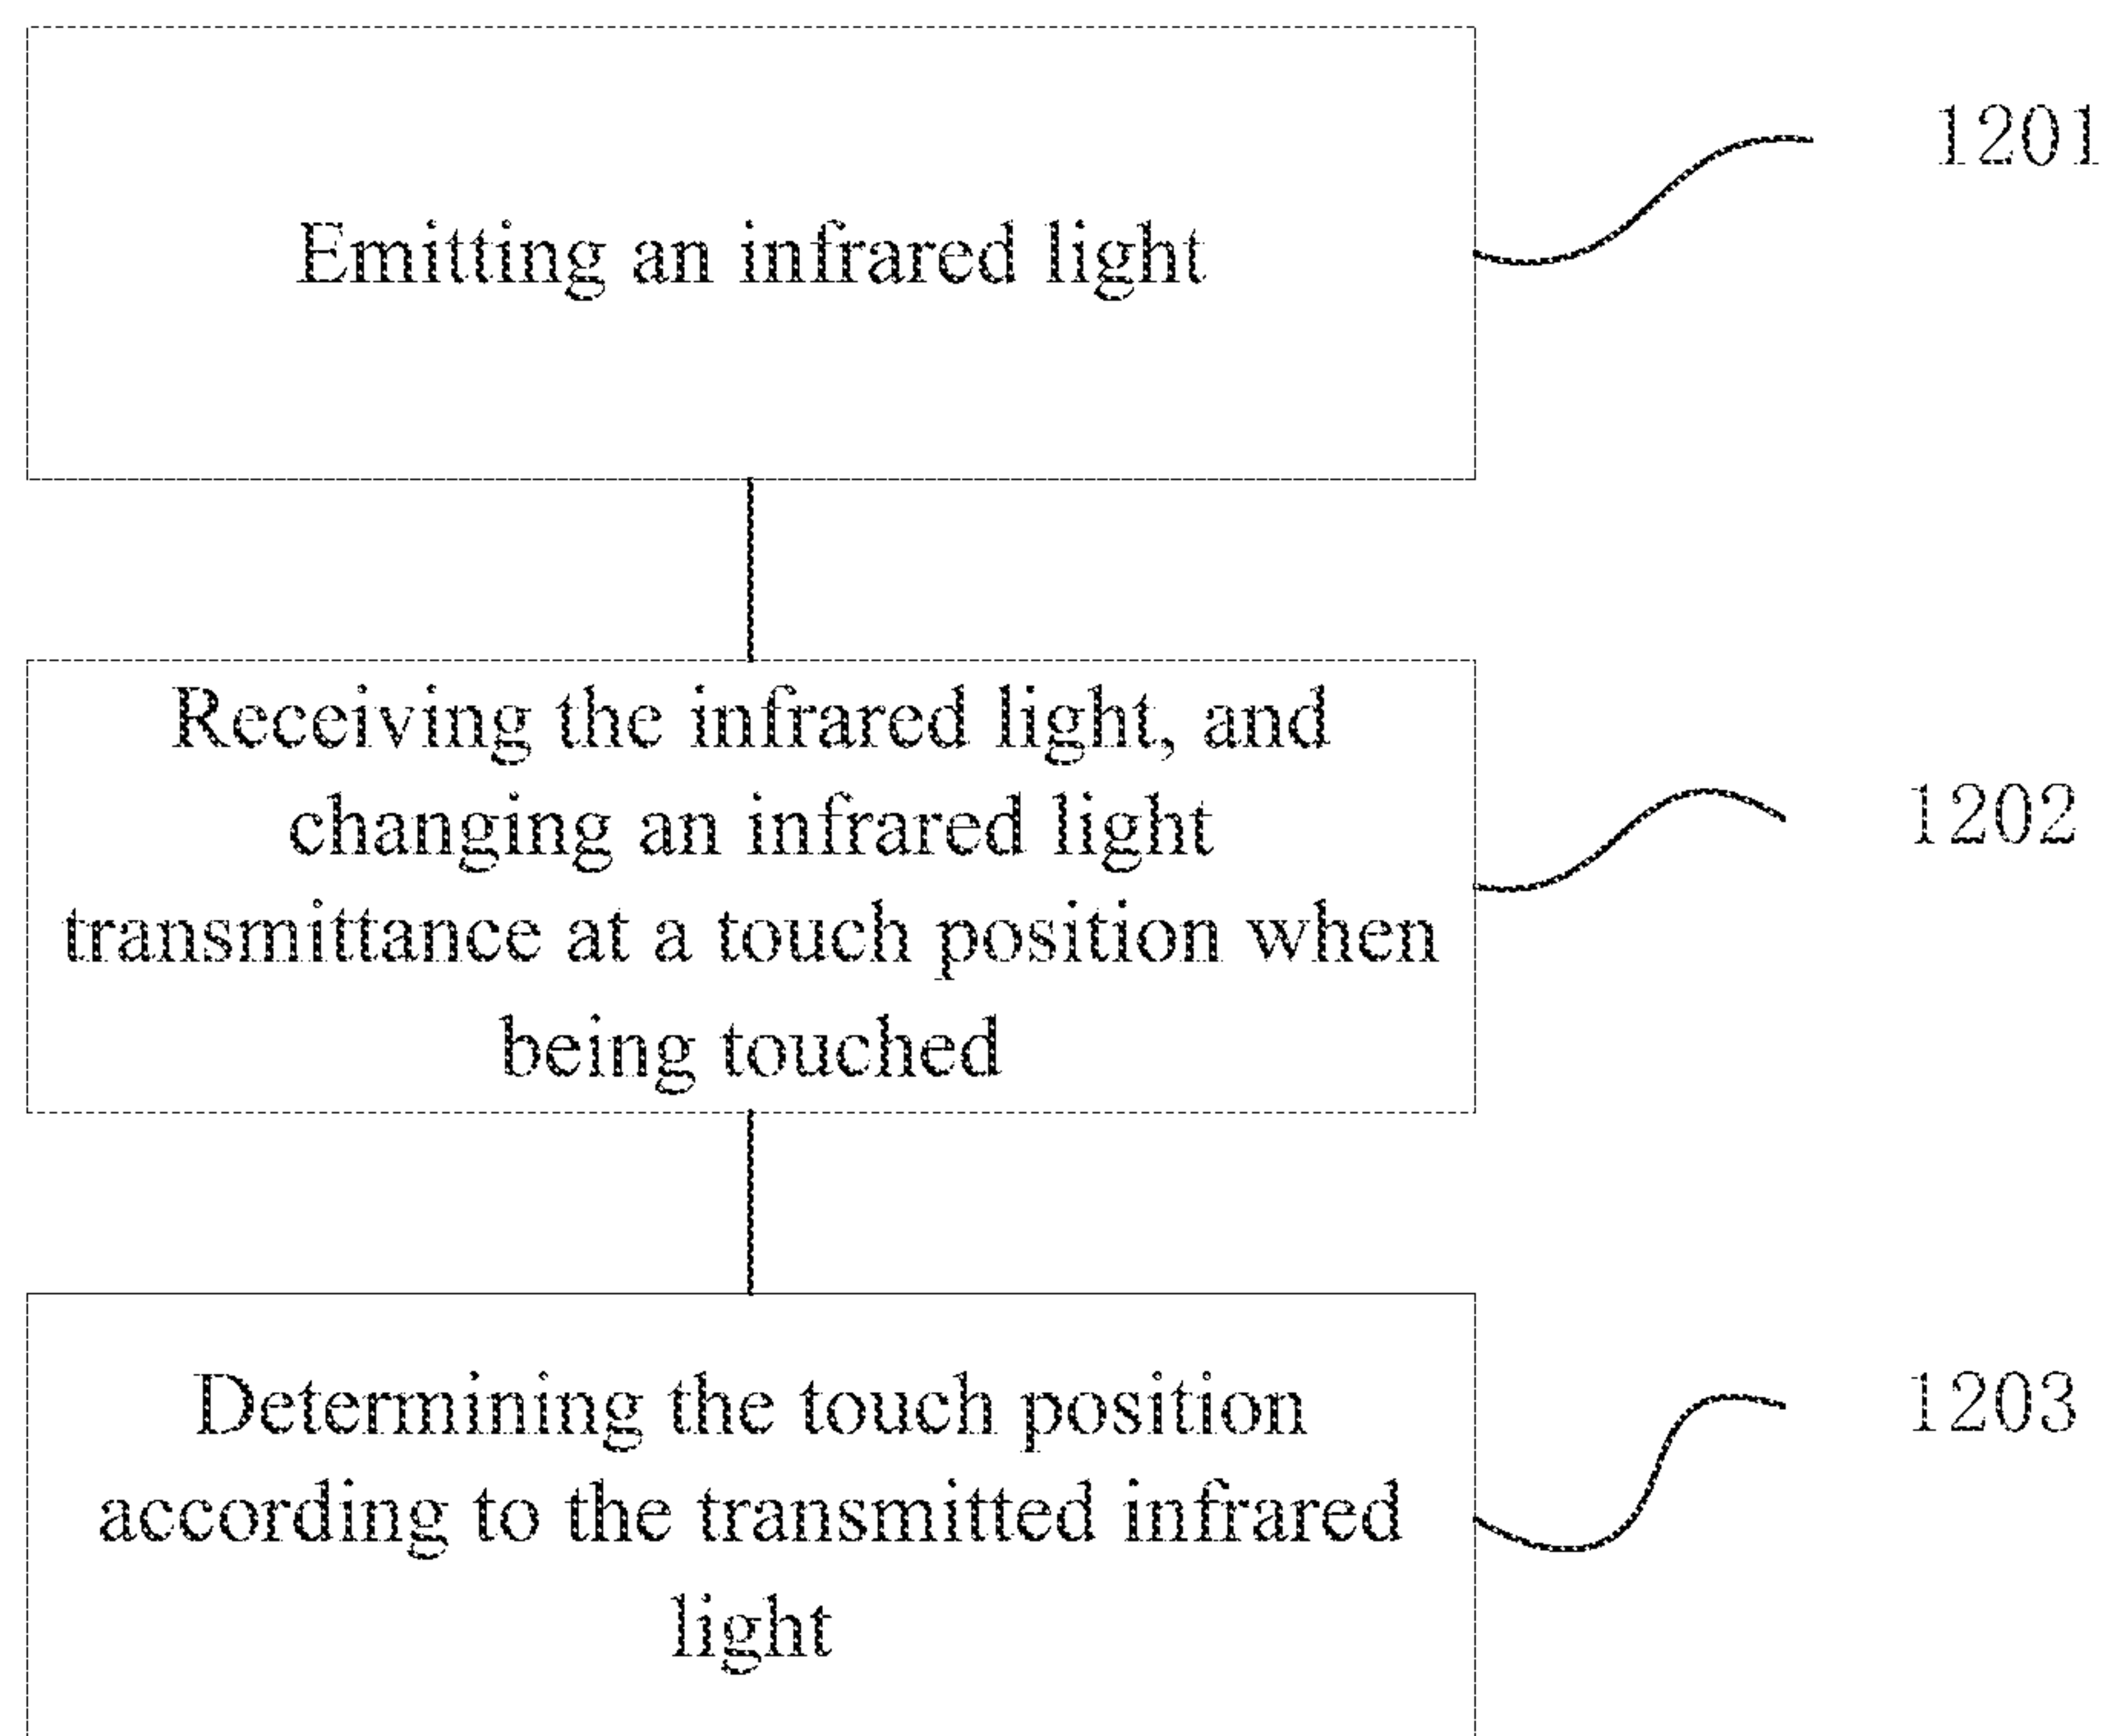 Emitting an infrared light
1201
Receiving the infrared light, and
changing an infrared light
transmittance at a touch position when
being touched
1202
Determining the touch position
according to the transmitted infrared
light
1203